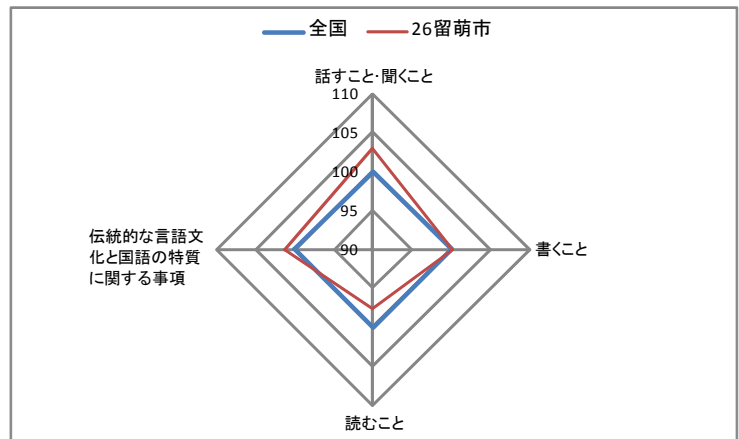 全国 26留萌市
話すこと･聞くこと
110
105
100
95
90
書くこと
伝統的な言語文
化と国語の特質
に関する事項
読むこと